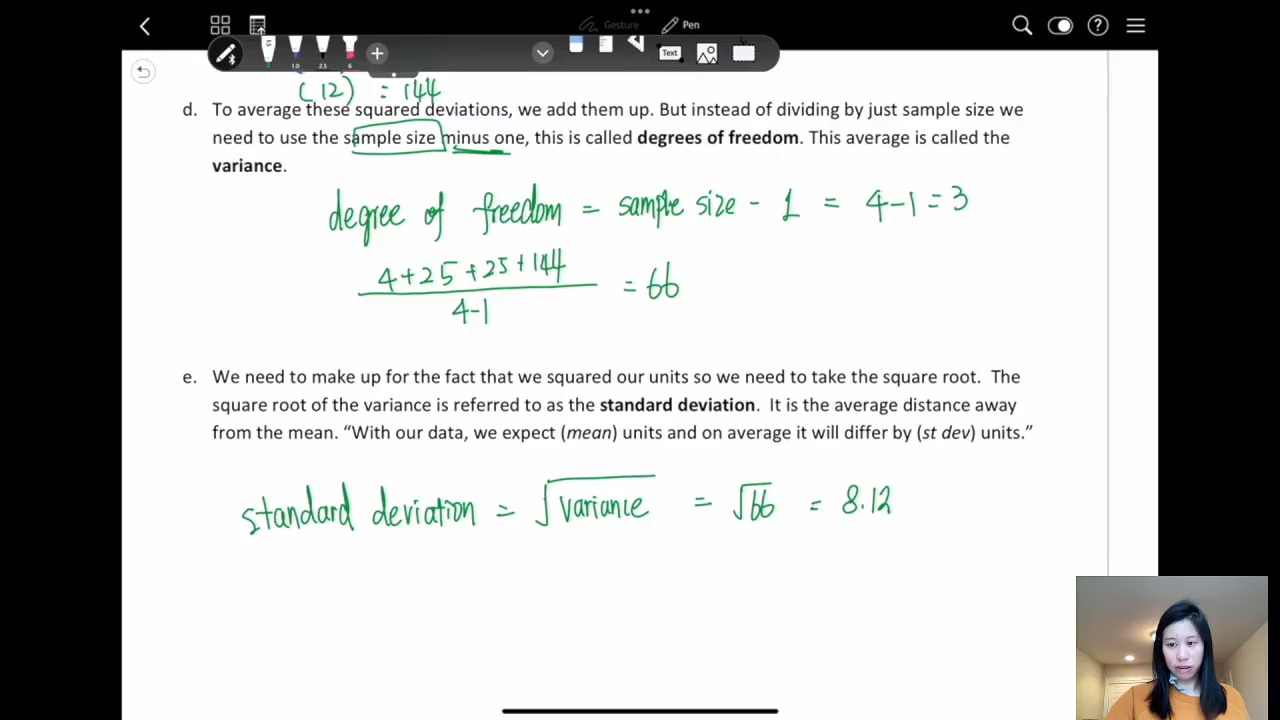 Gesture
Pen
1.0 2.5 6
Text
(12) = 144
d. To average these squared deviations, we add them up. But instead of dividing by just sample size we
need to use the sample size minus one, this is called degrees of freedom. This average is called the
variance.
degree of freedom = sample size - 1 = 4-1=3
4+25+25+144
= 66
4-1
e. We need to make up for the fact that we squared our units so we need to take the square root. The
square root of the variance is referred to as the standard deviation. It is the average distance away
from the mean. “With our data, we expect (mean) units and on average it will differ by (st dev) units.”
standard deviation = √variance = √66 = 8.12